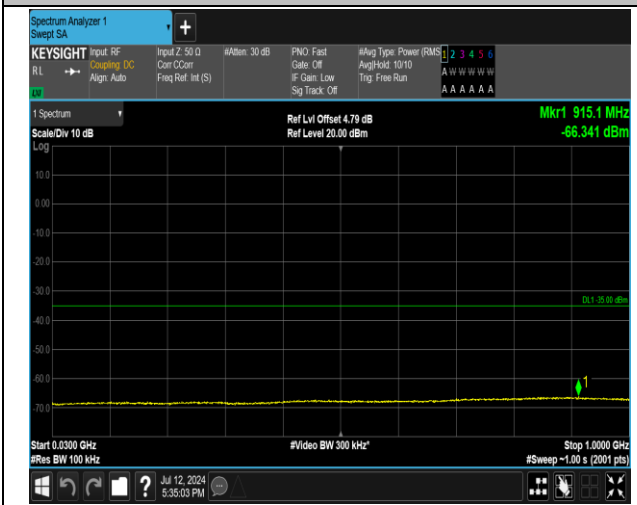 Spectrum Analyzer 1
Swept SA
+
KEYSIGHT
RL
Input: RF
Coupling: DC
Align: Auto
Input Z: 50 Ω
Corr CCorr
Freq Ref: Int (S)
#Atten: 30 dB
PNO: Fast
Gate: Off
IF Gain: Low
Sig Track: Off
#Avg Type: Power (RMS
Avg|Hold: 10/10
Trig: Free Run
1 2 3 4 5 6
A W W W W W
A A A A A A
1 Spectrum
Scale/Div 10 dB
Log
Ref Lvl Offset 4.79 dB
Ref Level 20.00 dBm
Mkr1 915.1 MHz
-66.341 dBm
10.0
0.00
-10.0
-20.0
-30.0
DL1 -35.00 dBm
-40.0
-50.0
-60.0
1
-70.0
Start 0.0300 GHz
#Res BW 100 kHz
#Video BW 300 kHz*
Stop 1.0000 GHz
#Sweep ~1.00 s (2001 pts)
?
Jul 12, 2024
5:35:03 PM